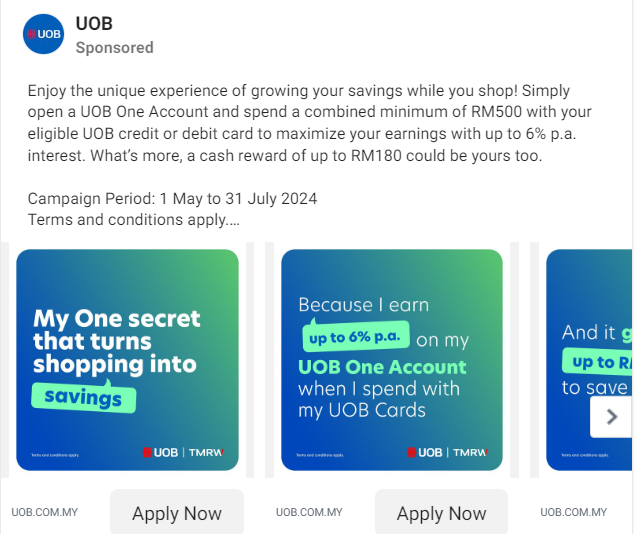 UOB
UOB
Sponsored
Enjoy the unique experience of growing your savings while you shop! Simply
open a UOB One Account and spend a combined minimum of RM500 with your
eligible UOB credit or debit card to maximize your earnings with up to 6% p.a.
interest. What's more, a cash reward of up to RM180 could be yours too.
Campaign Period: 1 May to 31 July 2024
Terms and conditions apply....
My One secret
that turns
shopping into
savings
Terms and conditions apply.
UOB | TMRW
Because I earn
up to 6% p.a. on my
UOB One Account
when I spend with
my UOB Cards
Terms and conditions apply.
UOB | TMRW
And it g
up to R
to save
Terms and conditions apply.
UOB.COM.MY
Apply Now
UOB.COM.MY
Apply Now
UOB.COM.MY